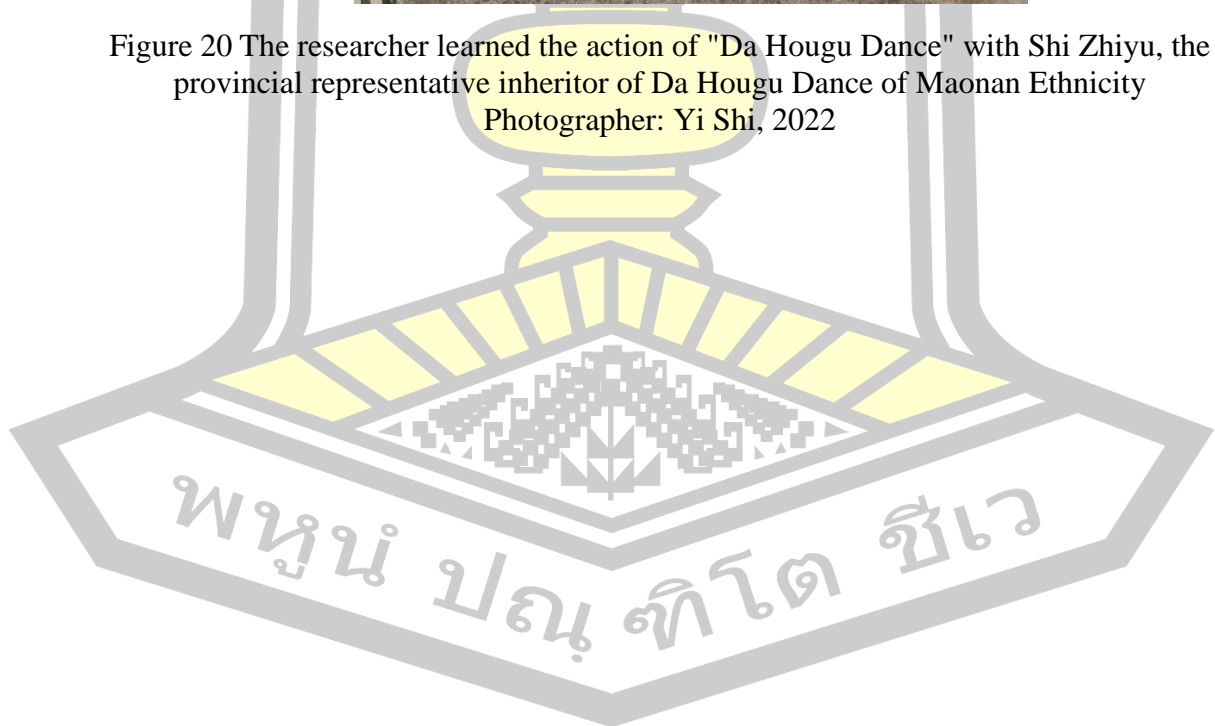 Figure 20 The researcher learned the action of "Da Hougu Dance" with Shi Zhiyu, the
provincial representative inheritor of Da Hougu Dance of Maonan Ethnicity
Photographer: Yi Shi, 2022
พหูนํ ปณฺฑิโต ชีเว